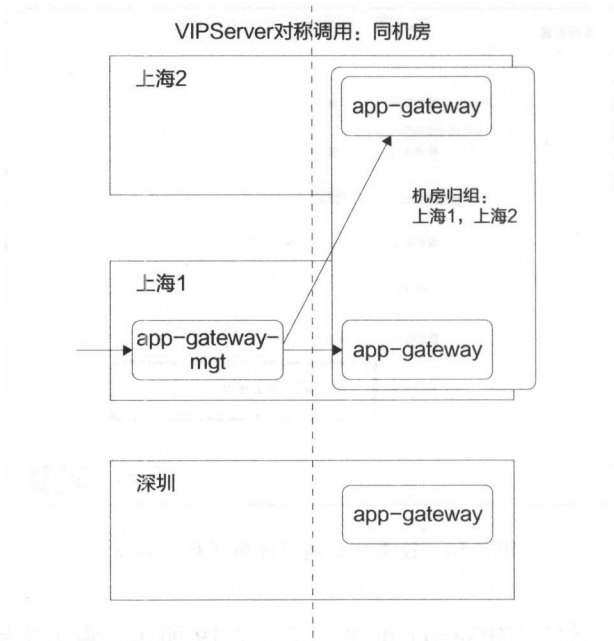 VIPServer对称调用：同机房
上海2
app-gateway
机房归组：
上海1，上海2
上海1
app-gateway-
mgt
app-gateway
深圳
app-gateway